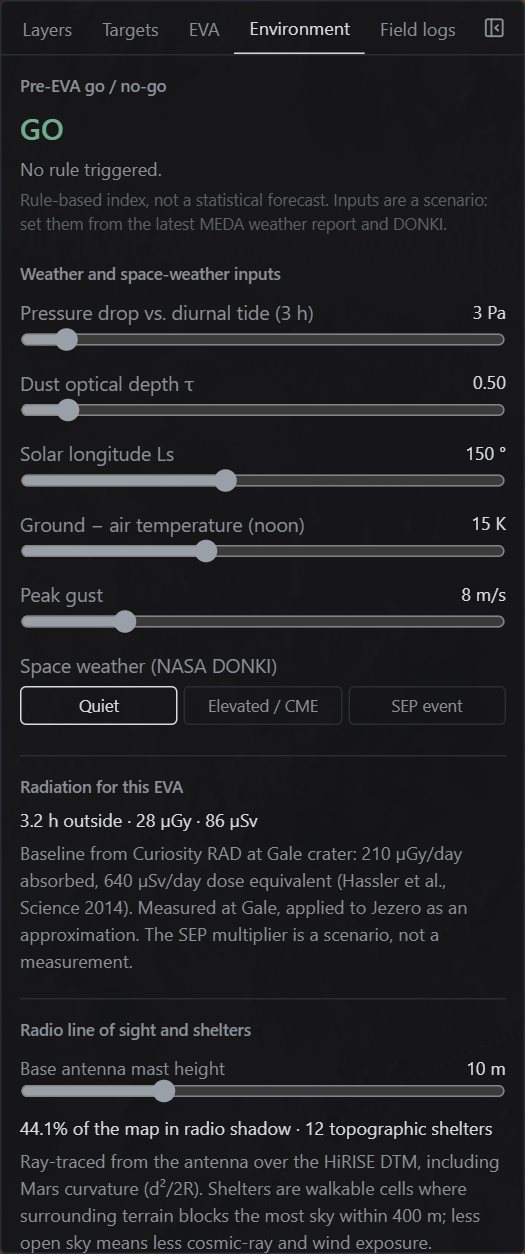 Layers Targets EVA Environment Field logs
Pre-EVA go / no-go
GO
No rule triggered.
Rule-based index, not a statistical forecast. Inputs are a scenario:
set them from the latest MEDA weather report and DONKI.
Weather and space-weather inputs
Pressure drop vs. diurnal tide (3 h) 3 Pa
Dust optical depth τ 0.50
Solar longitude Ls 150 °
Ground − air temperature (noon) 15 K
Peak gust 8 m/s
Space weather (NASA DONKI)
Quiet Elevated / CME SEP event
Radiation for this EVA
3.2 h outside · 28 µGy · 86 µSv
Baseline from Curiosity RAD at Gale crater: 210 µGy/day
absorbed, 640 µSv/day dose equivalent (Hassler et al.,
Science 2014). Measured at Gale, applied to Jezero as an
approximation. The SEP multiplier is a scenario, not a
measurement.
Radio line of sight and shelters
Base antenna mast height 10 m
44.1% of the map in radio shadow · 12 topographic shelters
Ray-traced from the antenna over the HiRISE DTM, including
Mars curvature (d²/2R). Shelters are walkable cells where
surrounding terrain blocks the most sky within 400 m; less
open sky means less cosmic-ray and wind exposure.